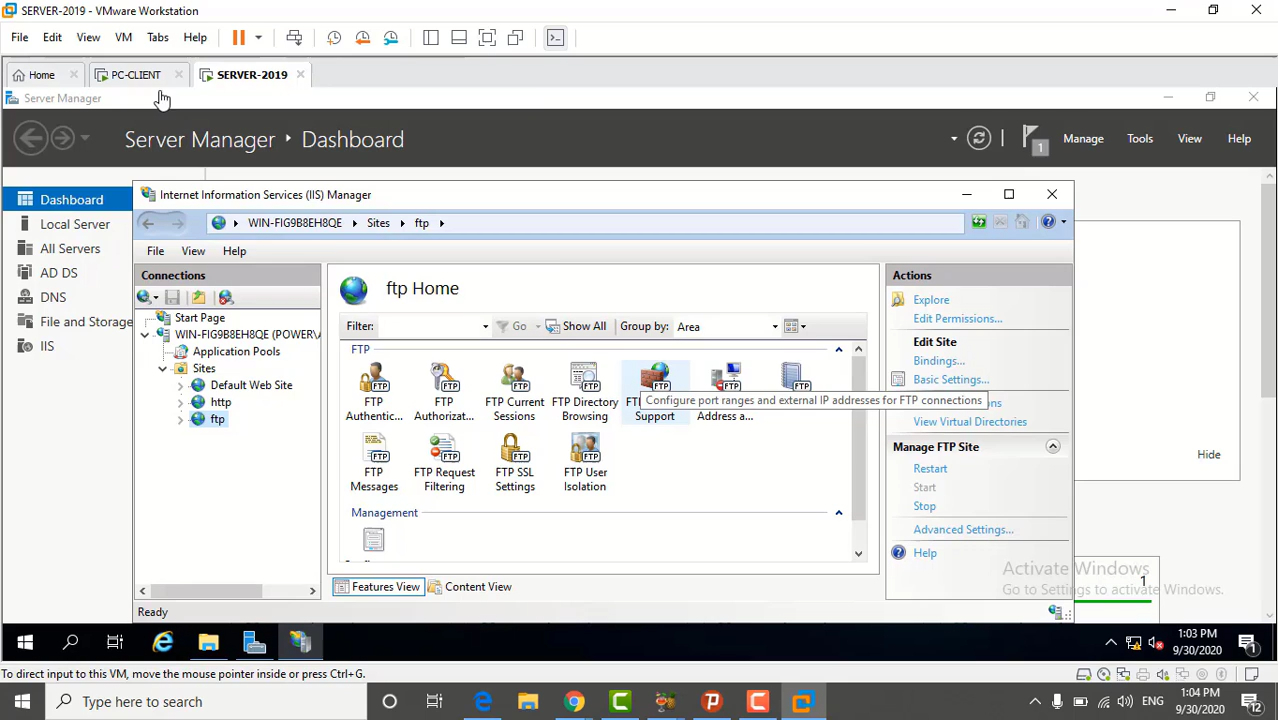 SERVER-2019 - VMware Workstation
File Edit View VM Tabs Help
Home PC-CLIENT SERVER-2019
Server Manager
Server Manager Dashboard
1 Manage Tools View Help
Dashboard
Local Server
All Servers
AD DS
DNS
File and Storage
IIS
Internet Information Services (IIS) Manager
WIN-FIG9B8EH8QE Sites ftp
File View Help
Connections
Start Page
WIN-FIG9B8EH8QE (POWER\
Application Pools
Sites
Default Web Site
http
ftp
ftp Home
Filter: Go Show All Group by: Area
FTP
FTP Authentic...
FTP Authorizat...
FTP Current Sessions
FTP Directory Browsing
Support
Address a...
Configure port ranges and external IP addresses for FTP connections
FTP Messages
FTP Request Filtering
FTP SSL Settings
FTP User Isolation
Management
Features View Content View
Ready
Actions
Explore
Edit Permissions...
Edit Site
Bindings...
Basic Settings...
View Virtual Directories
Manage FTP Site
Restart
Start
Stop
Advanced Settings...
Help
Hide
1
Activate Windows
Go to Settings to activate Windows.
1:03 PM
9/30/2020
1
To direct input to this VM, move the mouse pointer inside or press Ctrl+G.
Type here to search
ENG
1:04 PM
9/30/2020
12